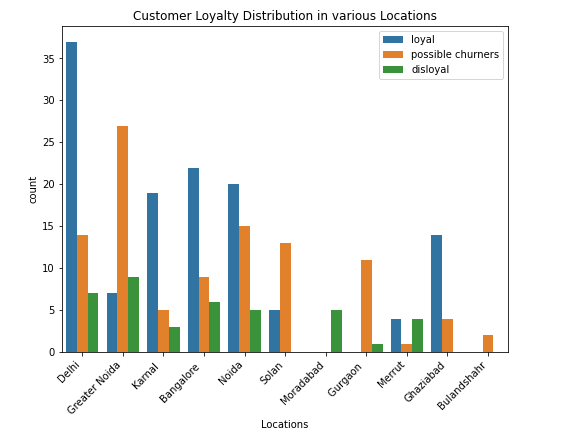 Customer Loyalty Distribution in various Locations
loyal
possible churners
disloyal
count
35
30
25
20
15
10
5
0
Delhi
Greater Noida
Karnal
Bangalore
Noida
Solan
Moradabad
Gurgaon
Merrut
Ghaziabad
Bulandshahr
Locations